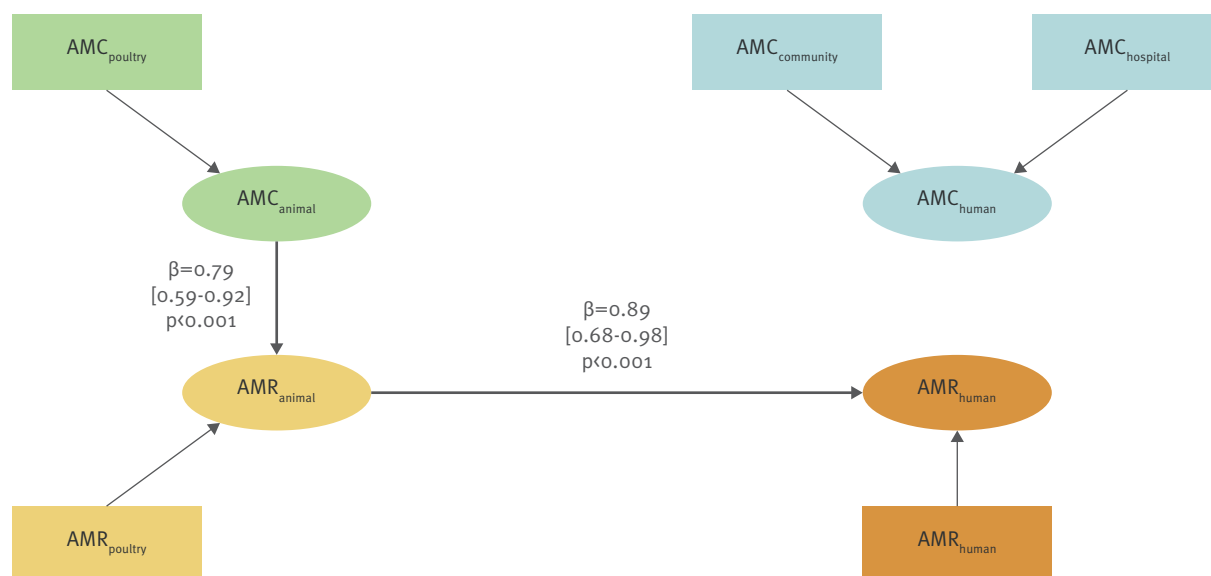 AMCpoultry
AMCcommunity
AMChospital
AMCanimal
AMChuman
β=0.79
[0.59-0.92]
p<0.001
β=0.89
[0.68-0.98]
p<0.001
AMRanimal
AMRhuman
AMRpoultry
AMRhuman